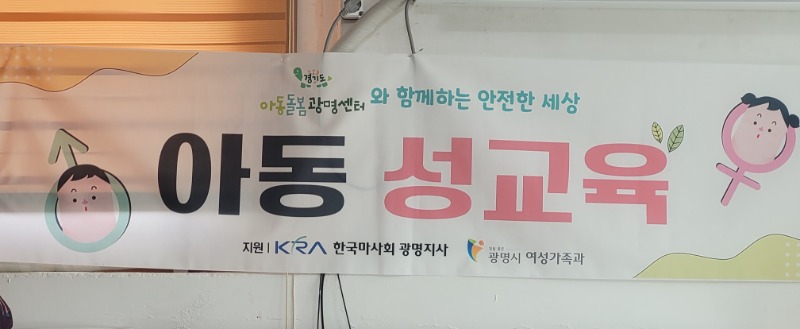 경기도
아동돌봄광명센터 와 함께하는 안전한 세상
아동 성교육
지원 | KRA 한국마사회 광명지사 광명시 여성가족과